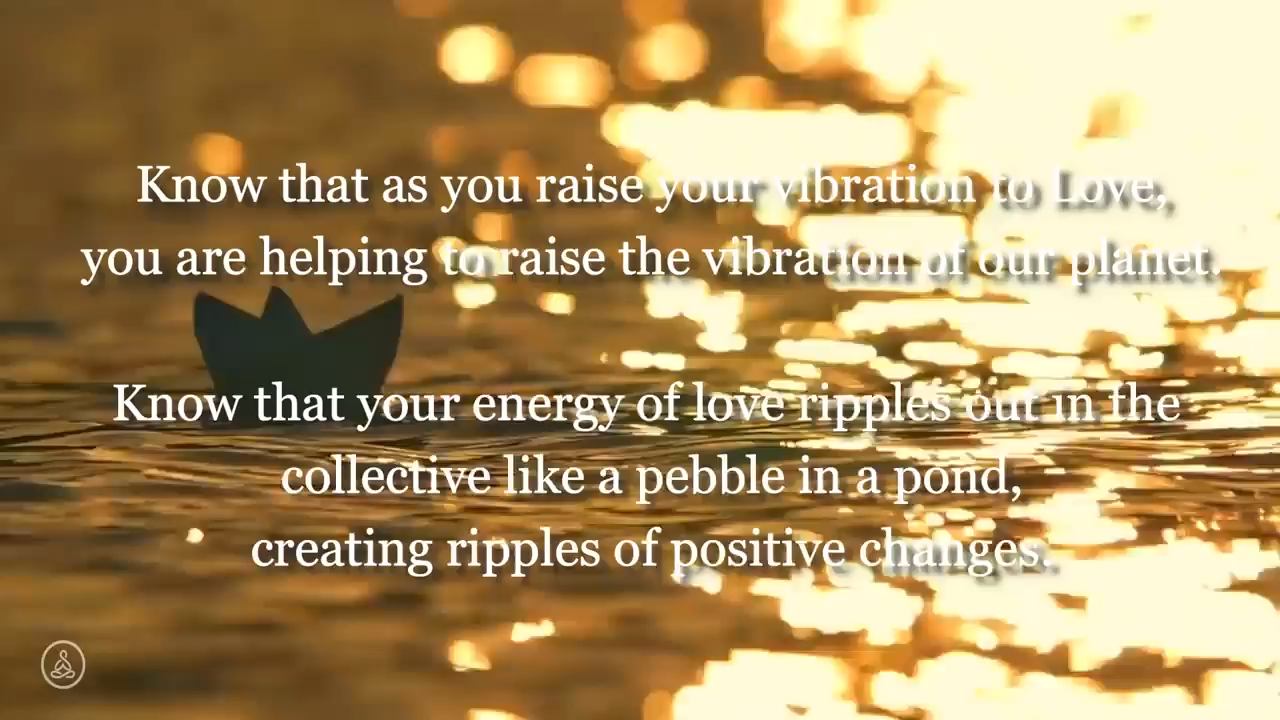 Know that as you raise your vibration to Love,
you are helping to raise the vibration of our planet.
Know that your energy of love ripples out in the
collective like a pebble in a pond,
creating ripples of positive changes.